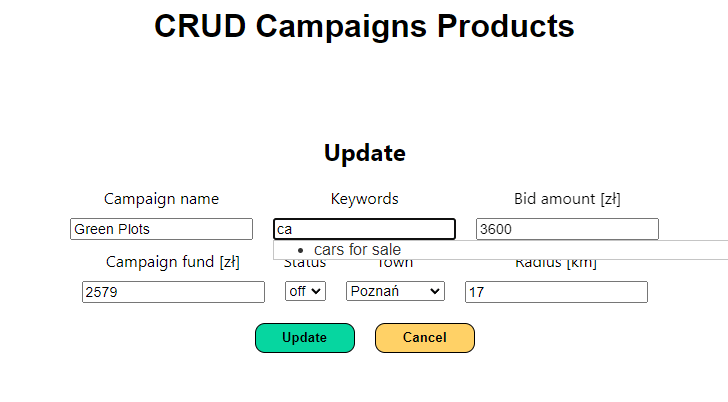 CRUD Campaigns Products
Update
Campaign name Keywords Bid amount [zł]
Green Plots ca 3600
cars for sale
Campaign fund [zł] Status Town Radius [km]
2579 off Poznań 17
Update Cancel